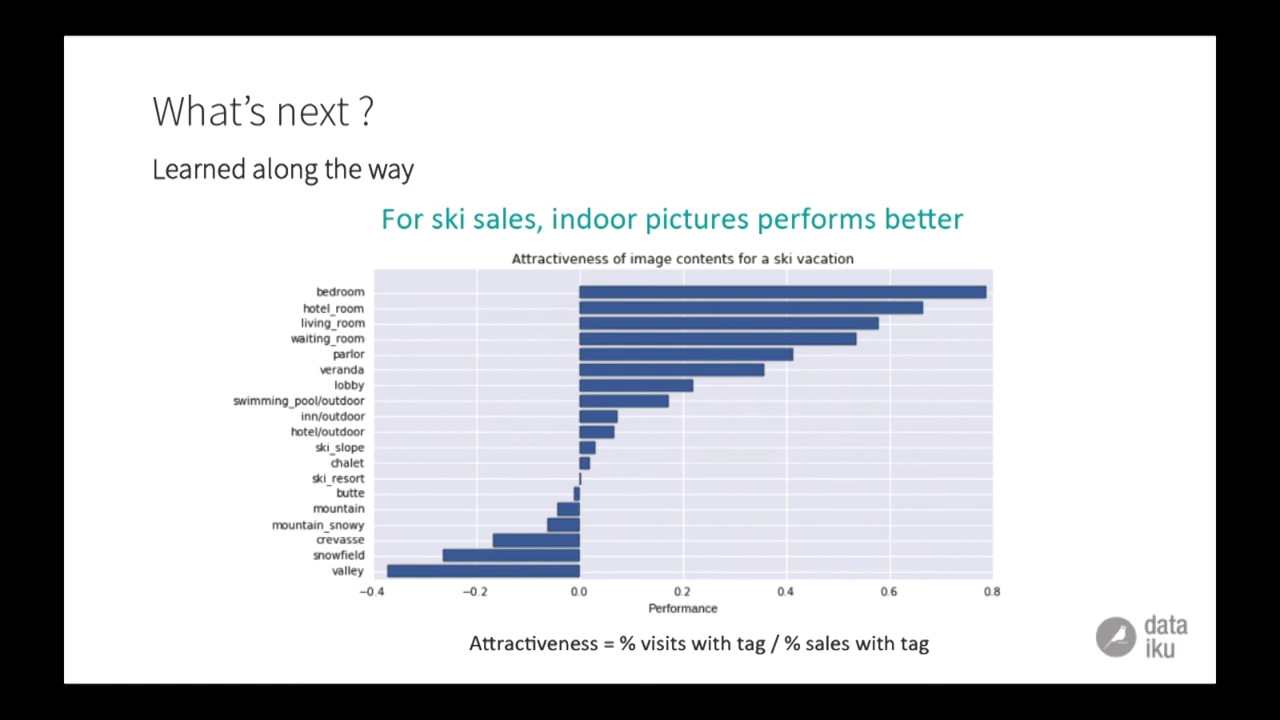 What's next ?
Learned along the way
For ski sales, indoor pictures performs better
Attractiveness of image contents for a ski vacation
bedroom
hotel_room
living_room
waiting_room
parlor
veranda
lobby
swimming_pool/outdoor
inn/outdoor
hotel/outdoor
ski_slope
chalet
ski_resort
butte
mountain
mountain_snowy
crevasse
snowfield
valley
−0.4 −0.2 0.0 0.2 0.4 0.6 0.8
Performance
Attractiveness = % visits with tag / % sales with tag
data
iku